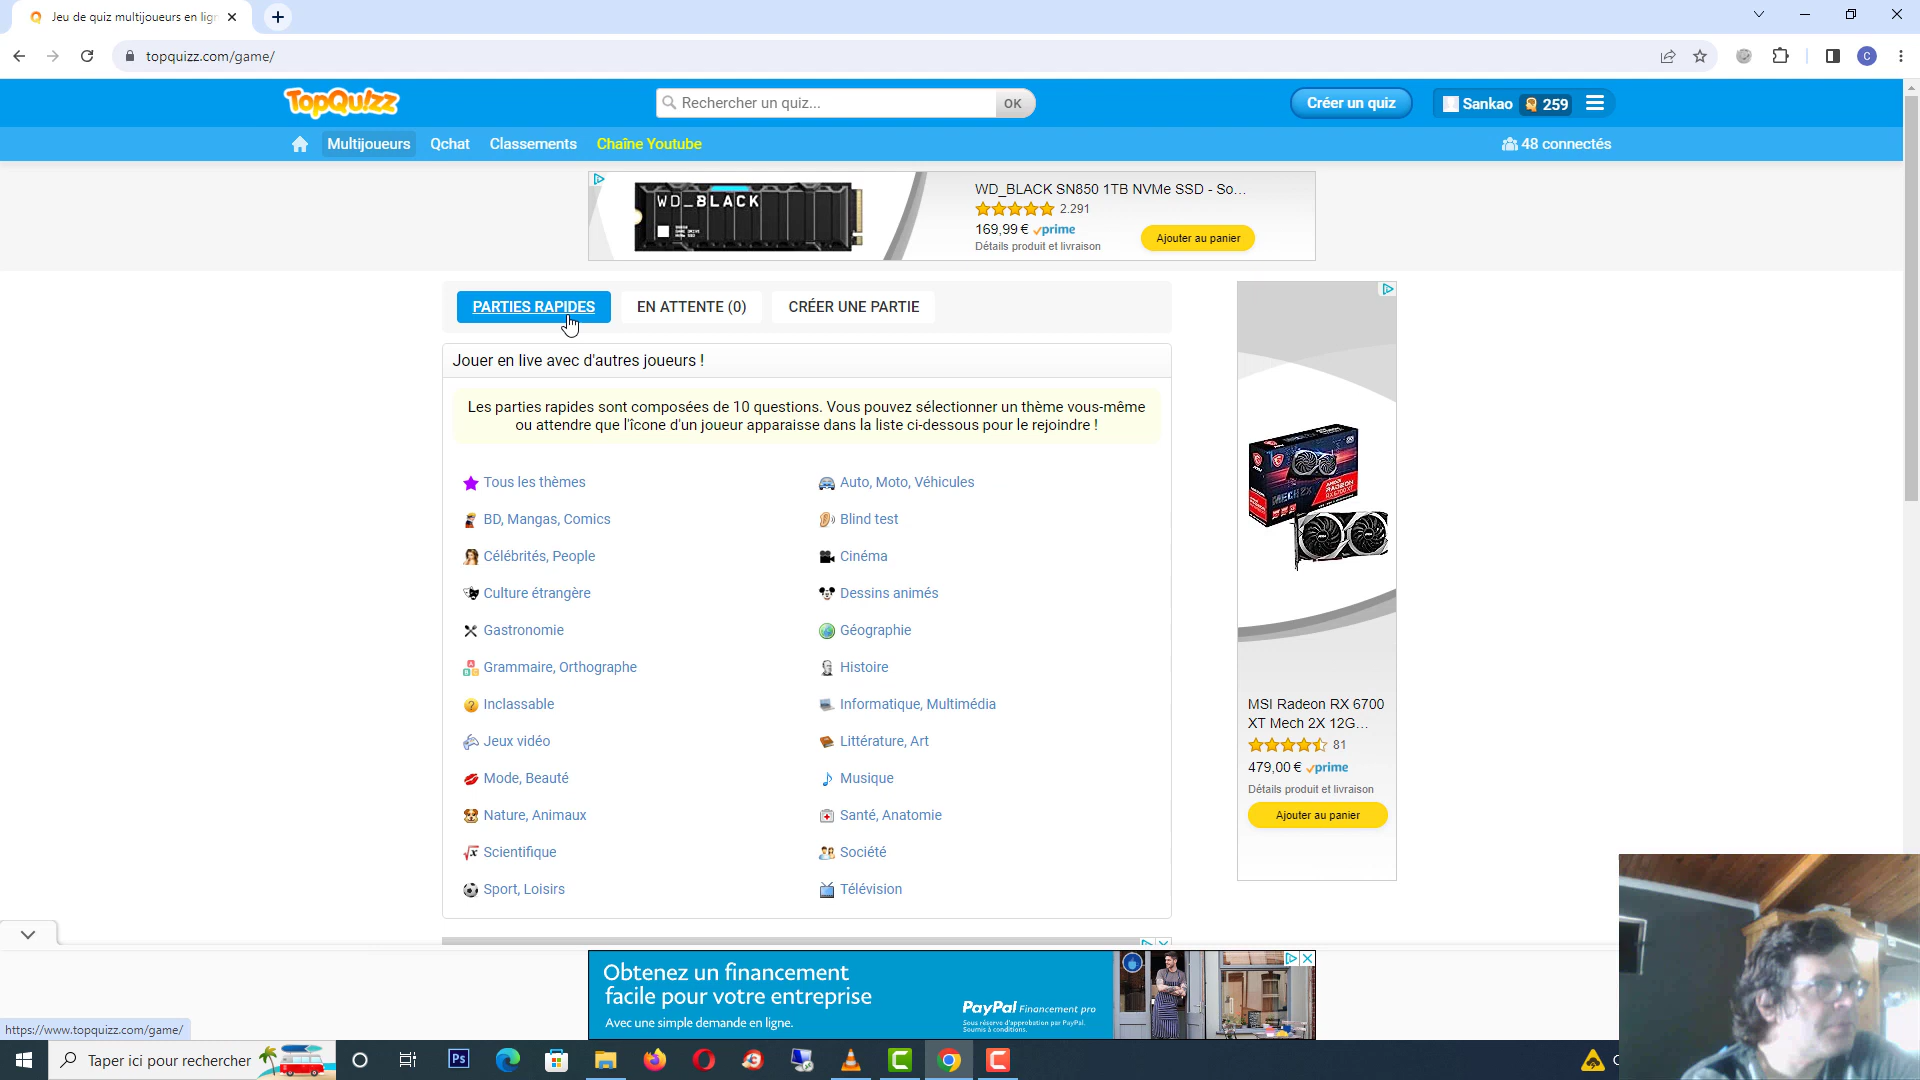 Jeu de quiz multijoueurs en lign
topquizz.com/game/
C
TopQuizz
Rechercher un quiz...
OK
Créer un quiz
Sankao
259
Multijoueurs
Qchat
Classements
Chaîne Youtube
48 connectés
WD_BLACK
WD_BLACK SN850 1TB NVMe SSD - So...
2.291
169,99 € prime
Détails produit et livraison
Ajouter au panier
PARTIES RAPIDES
EN ATTENTE (0)
CRÉER UNE PARTIE
Jouer en live avec d'autres joueurs !
Les parties rapides sont composées de 10 questions. Vous pouvez sélectionner un thème vous-même
ou attendre que l'îcone d'un joueur apparaisse dans la liste ci-dessous pour le rejoindre !
Tous les thèmes
Auto, Moto, Véhicules
BD, Mangas, Comics
Blind test
Célébrités, People
Cinéma
Culture étrangère
Dessins animés
Gastronomie
Géographie
Grammaire, Orthographe
Histoire
Inclassable
Informatique, Multimédia
Jeux vidéo
Littérature, Art
Mode, Beauté
Musique
Nature, Animaux
Santé, Anatomie
Scientifique
Société
Sport, Loisirs
Télévision
MECH 2X
MSI Radeon RX 6700
XT Mech 2X 12G...
81
479,00 € prime
Détails produit et livraison
Ajouter au panier
Obtenez un financement
facile pour votre entreprise
Avec une simple demande en ligne.
PayPal Financement pro
Sous réserve d'approbation par PayPal.
Soumis à conditions.
https://www.topquizz.com/game/
Taper ici pour rechercher
Ps